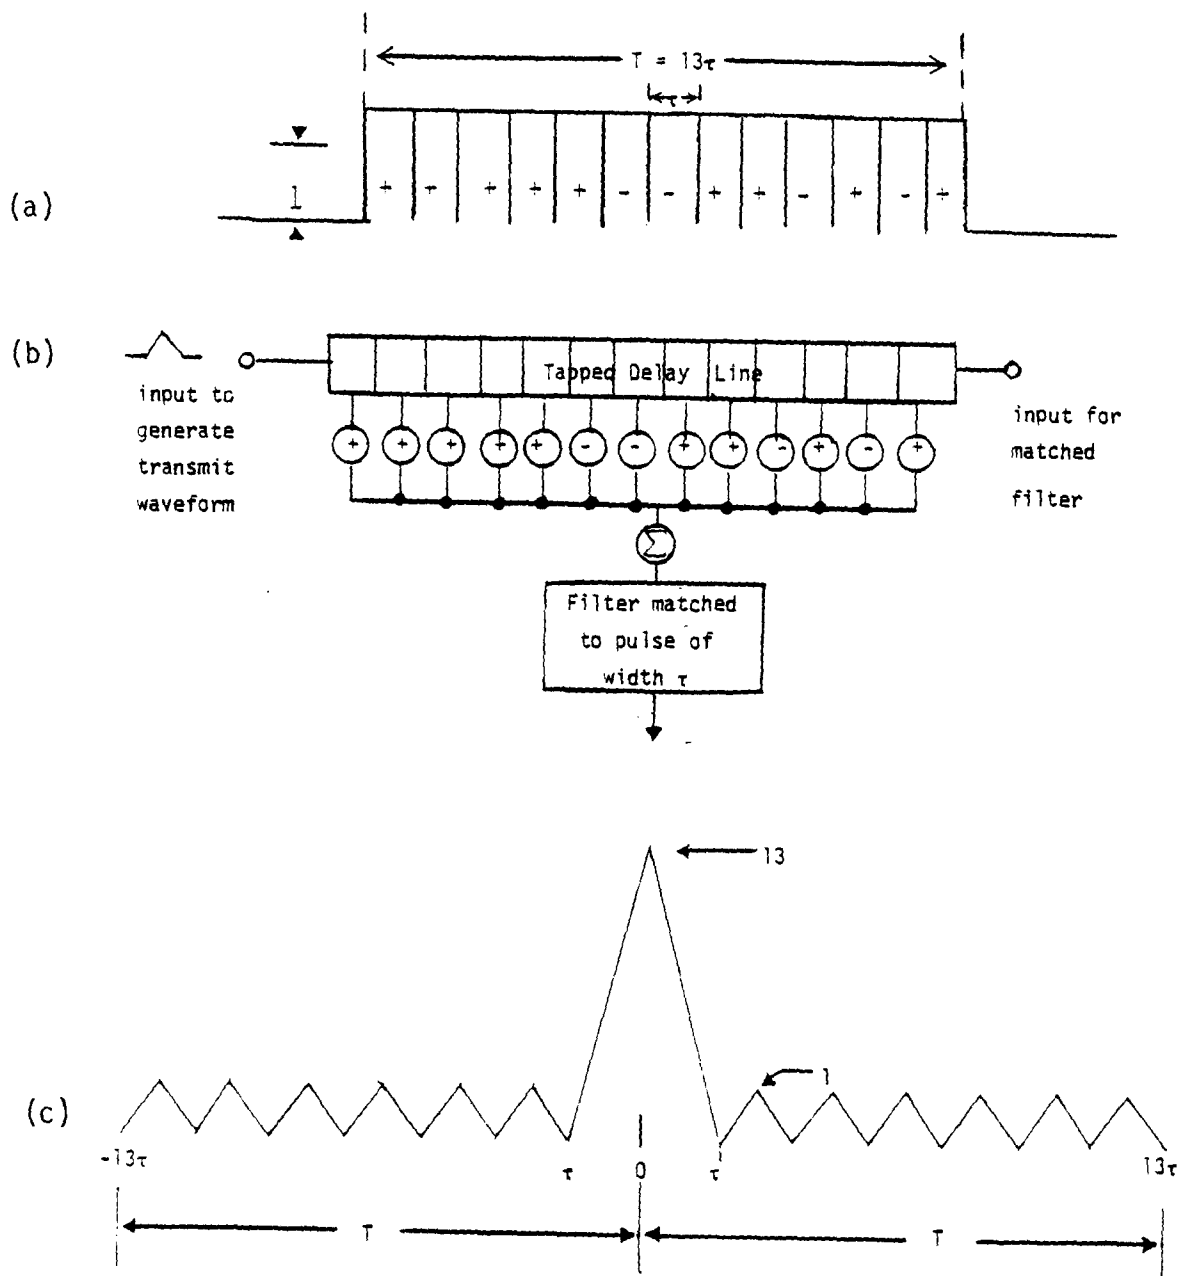 T = 13τ
τ
(a)
1
+ + + + + - - + + - + - +
(b)
Tapped Delay Line
input to
generate
transmit
waveform
input for
matched
filter
+ + + + + - - + + - + - +
Σ
Filter matched
to pulse of
width τ
13
(c)
1
-13τ
τ
0
τ
13τ
T
T